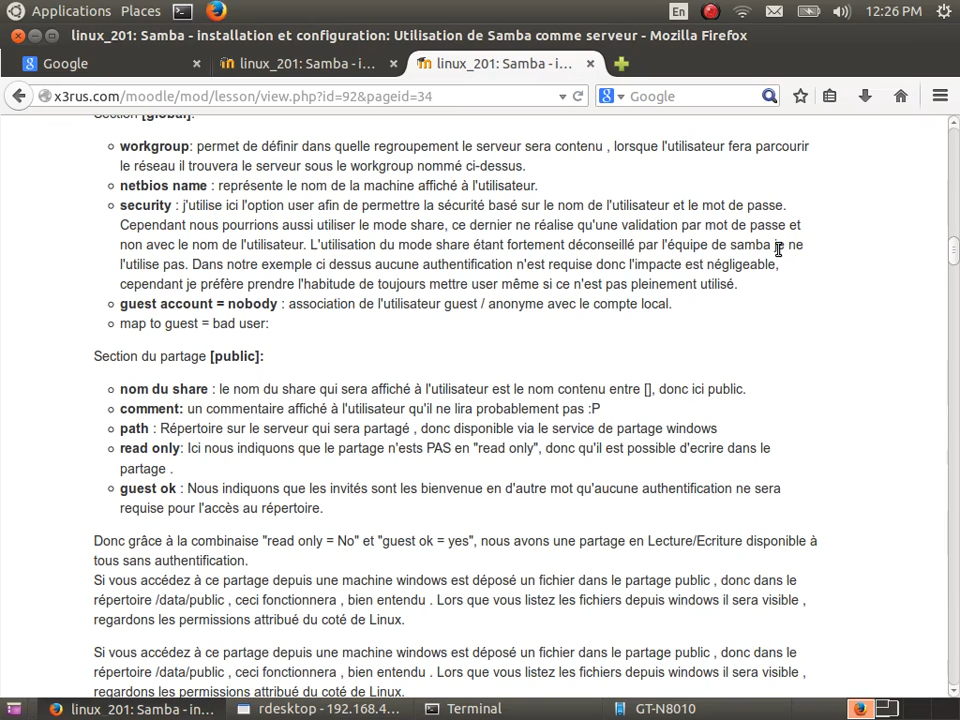 Applications Places En 12:26 PM
linux_201: Samba - installation et configuration: Utilisation de Samba comme serveur - Mozilla Firefox
Google linux_201: Samba - i... linux_201: Samba - i...
x3rus.com/moodle/mod/lesson/view.php?id=92&pageid=34 Google
Section [global]:
workgroup: permet de définir dans quelle regroupement le serveur sera contenu , lorsque l'utilisateur fera parcourir
le réseau il trouvera le serveur sous le workgroup nommé ci-dessus.
netbios name : représente le nom de la machine affiché à l'utilisateur.
security : j'utilise ici l'option user afin de permettre la sécurité basé sur le nom de l'utilisateur et le mot de passe.
Cependant nous pourrions aussi utiliser le mode share, ce dernier ne réalise qu'une validation par mot de passe et
non avec le nom de l'utilisateur. L'utilisation du mode share étant fortement déconseillé par l'équipe de samba je ne
l'utilise pas. Dans notre exemple ci dessus aucune authentification n'est requise donc l'impacte est négligeable,
cependant je préfère prendre l'habitude de toujours mettre user même si ce n'est pas pleinement utilisé.
guest account = nobody : association de l'utilisateur guest / anonyme avec le compte local.
map to guest = bad user:
Section du partage [public]:
nom du share : le nom du share qui sera affiché à l'utilisateur est le nom contenu entre [], donc ici public.
comment: un commentaire affiché à l'utilisateur qu'il ne lira probablement pas :P
path : Répertoire sur le serveur qui sera partagé , donc disponible via le service de partage windows
read only: Ici nous indiquons que le partage n'ests PAS en "read only", donc qu'il est possible d'ecrire dans le
partage .
guest ok : Nous indiquons que les invités sont les bienvenue en d'autre mot qu'aucune authentification ne sera
requise pour l'accès au répertoire.
Donc grâce à la combinaise "read only = No" et "guest ok = yes", nous avons une partage en Lecture/Ecriture disponible à
tous sans authentification.
Si vous accédez à ce partage depuis une machine windows est déposé un fichier dans le partage public , donc dans le
répertoire /data/public , ceci fonctionnera , bien entendu . Lors que vous listez les fichiers depuis windows il sera visible ,
regardons les permissions attribué du coté de Linux.
Si vous accédez à ce partage depuis une machine windows est déposé un fichier dans le partage public , donc dans le
répertoire /data/public , ceci fonctionnera , bien entendu . Lors que vous listez les fichiers depuis windows il sera visible ,
regardons les permissions attribué du coté de Linux.
linux_201: Samba - in... rdesktop - 192.168.4... Terminal GT-N8010